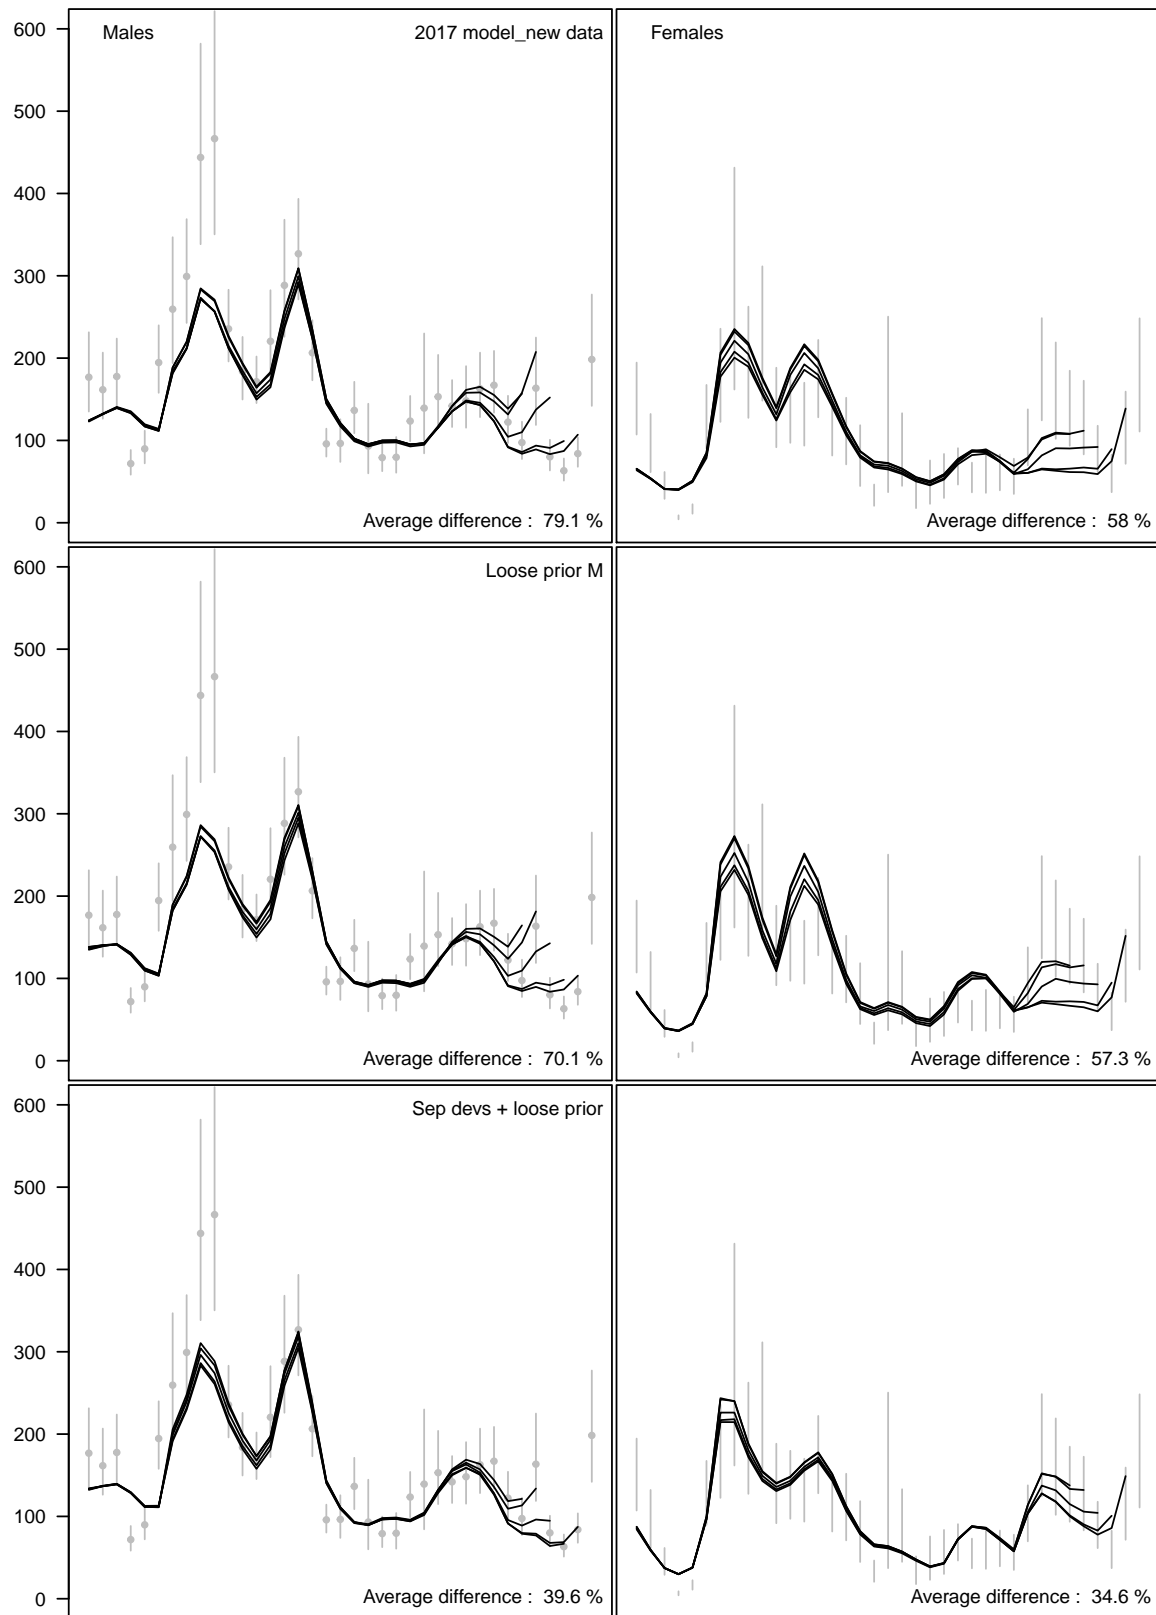 600
Males
2017 model_new data
Females
500
400
300
200
100
0
Average difference : 79.1 %
Average difference : 58 %
600
Loose prior M
500
400
300
200
100
0
Average difference : 70.1 %
Average difference : 57.3 %
600
Sep devs + loose prior
500
400
300
200
100
0
Average difference : 39.6 %
Average difference : 34.6 %